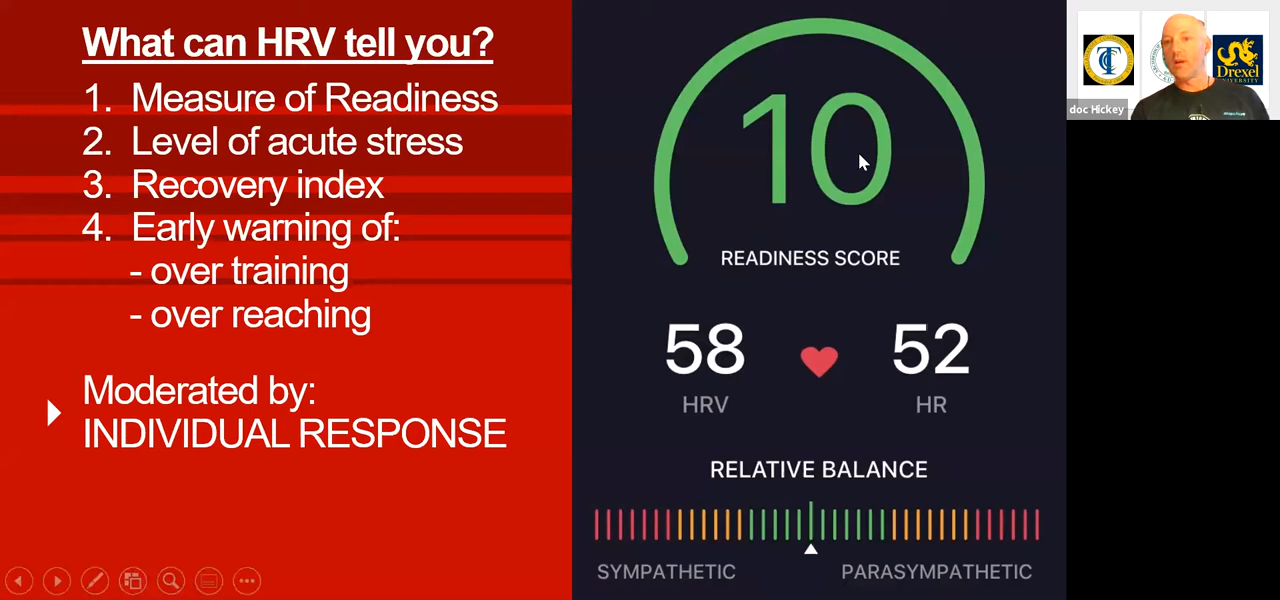 What can HRV tell you?
1. Measure of Readiness
2. Level of acute stress
3. Recovery index
4. Early warning of:
- over training
- over reaching
Moderated by:
INDIVIDUAL RESPONSE
10
READINESS SCORE
58
52
HRV
HR
RELATIVE BALANCE
SYMPATHETIC
PARASYMPATHETIC
TC
Drexel
UNIVERSITY
doc Hickey